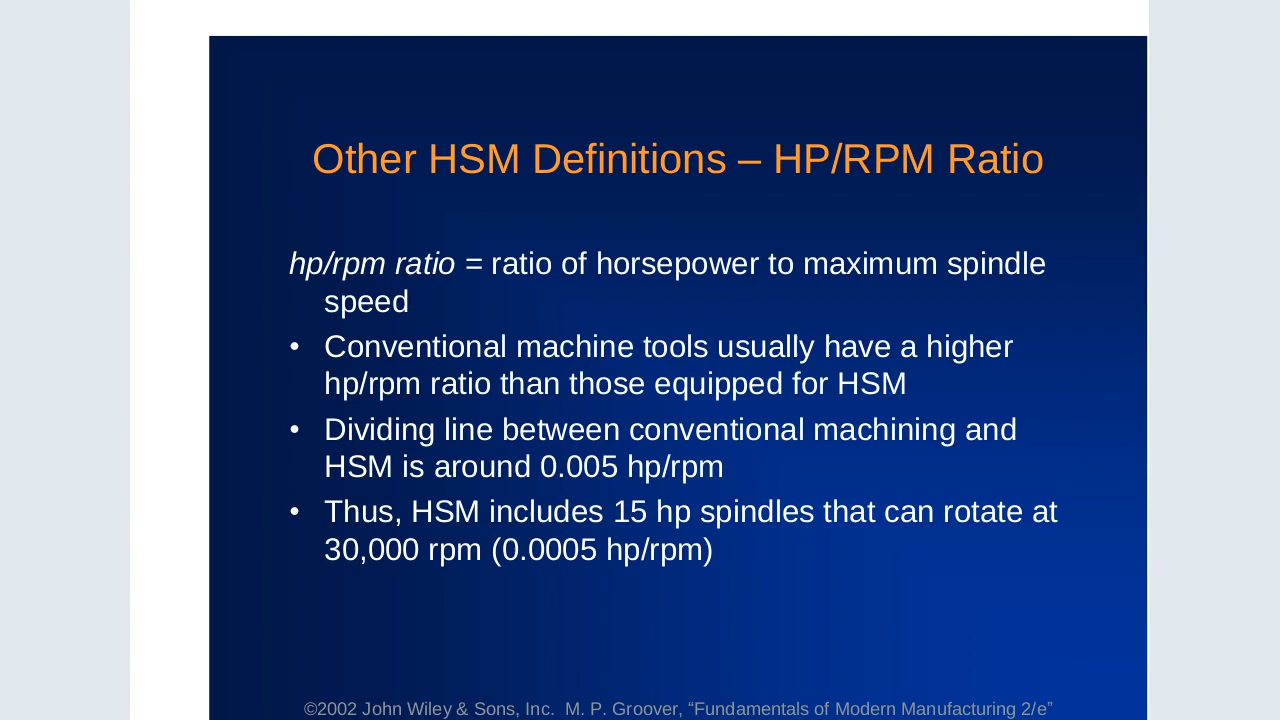 Other HSM Definitions – HP/RPM Ratio
hp/rpm ratio = ratio of horsepower to maximum spindle
speed
• Conventional machine tools usually have a higher
hp/rpm ratio than those equipped for HSM
• Dividing line between conventional machining and
HSM is around 0.005 hp/rpm
• Thus, HSM includes 15 hp spindles that can rotate at
30,000 rpm (0.0005 hp/rpm)
©2002 John Wiley & Sons, Inc.  M. P. Groover, “Fundamentals of Modern Manufacturing 2/e”